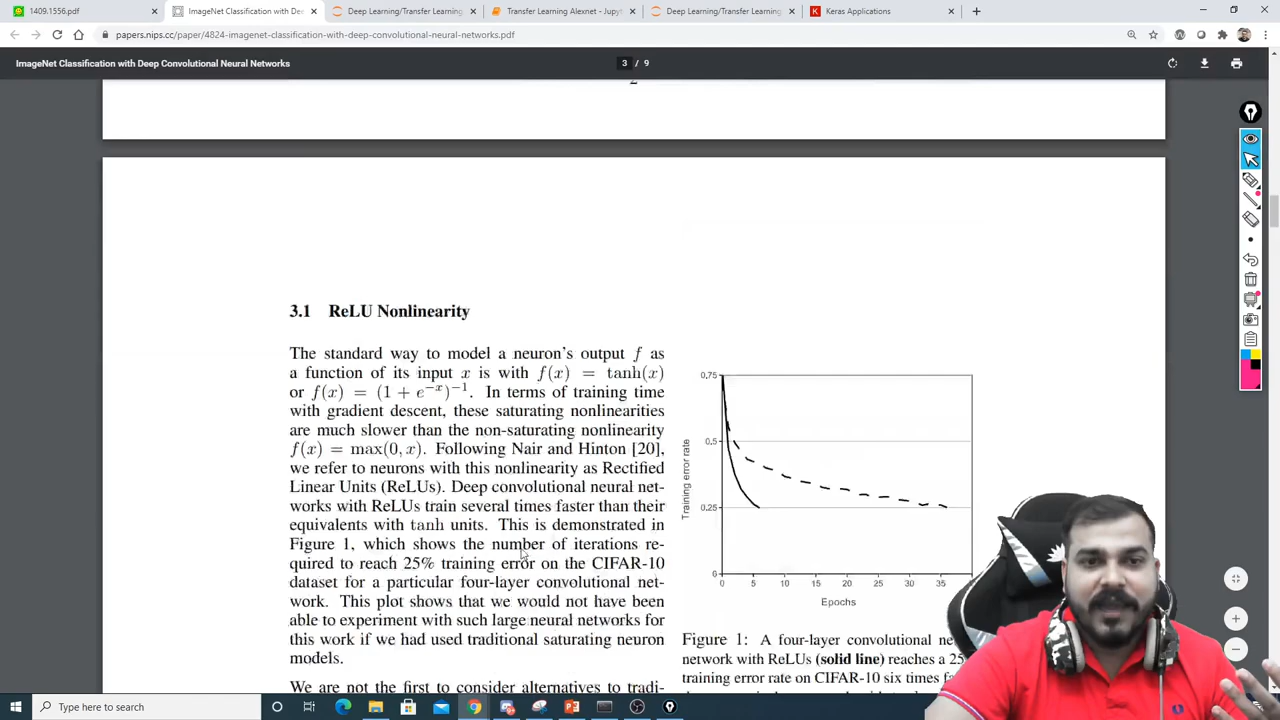 1409.1556.pdf
ImageNet Classification with Dee
Deep Learning/Transfer Learning
Transfer Learning Alexnet - Jupyt
Deep Learning/Transfer Learning
Keras Applications
papers.nips.cc/paper/4824-imagenet-classification-with-deep-convolutional-neural-networks.pdf
ImageNet Classification with Deep Convolutional Neural Networks
3 / 9
2
3.1 ReLU Nonlinearity
The standard way to model a neuron's output f as
a function of its input x is with f(x) = tanh(x)
or f(x) = (1 + e^{−x})^{−1}. In terms of training time
with gradient descent, these saturating nonlinearities
are much slower than the non-saturating nonlinearity
f(x) = max(0, x). Following Nair and Hinton [20],
we refer to neurons with this nonlinearity as Rectified
Linear Units (ReLUs). Deep convolutional neural net-
works with ReLUs train several times faster than their
equivalents with tanh units. This is demonstrated in
Figure 1, which shows the number of iterations re-
quired to reach 25% training error on the CIFAR-10
dataset for a particular four-layer convolutional net-
work. This plot shows that we would not have been
able to experiment with such large neural networks for
this work if we had used traditional saturating neuron
models.
We are not the first to consider alternatives to tradi-
0.75
0.5
0.25
0
Training error rate
0 5 10 15 20 25 30 35
Epochs
Figure 1: A four-layer convolutional ne
network with ReLUs (solid line) reaches a 25
training error rate on CIFAR-10 six times fa
Type here to search